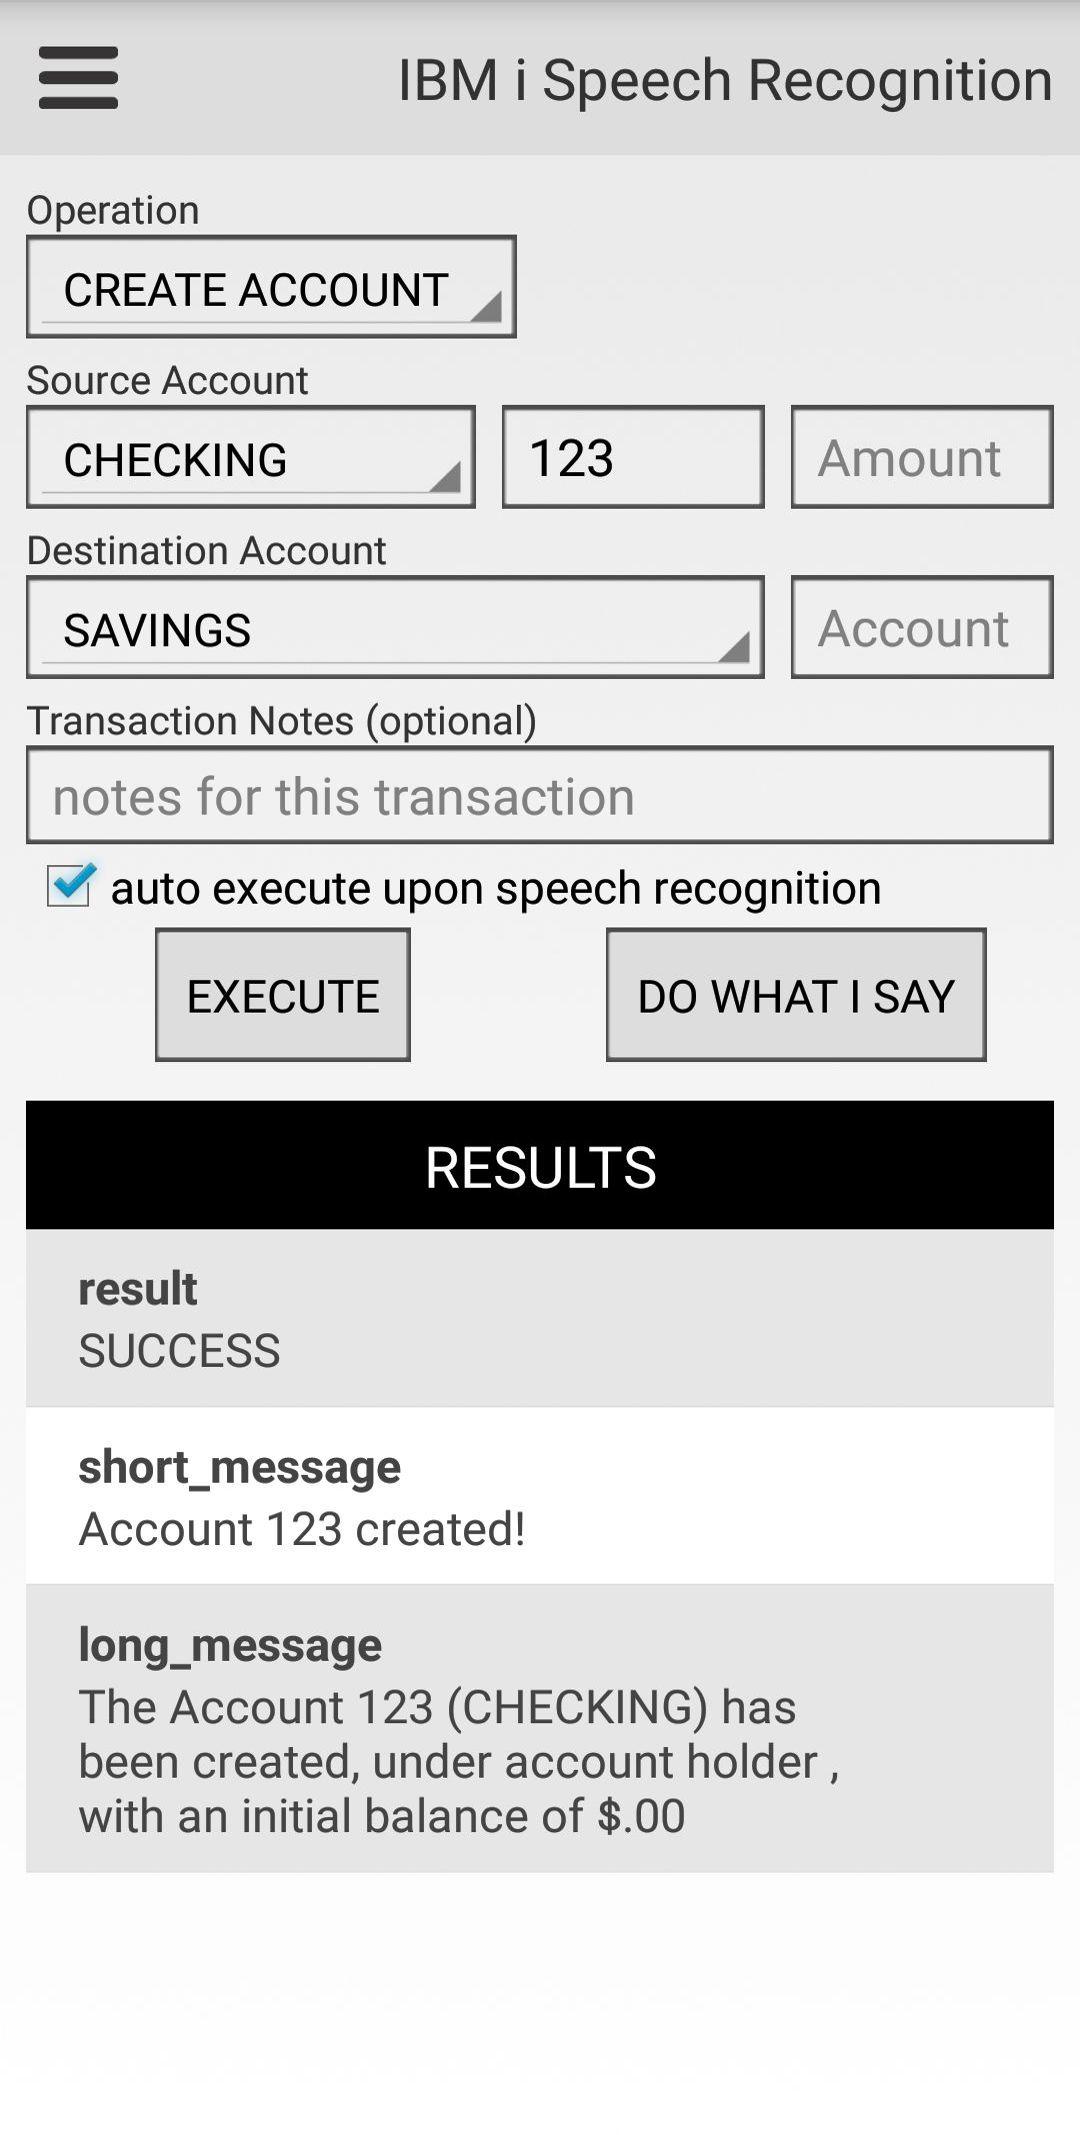 IBM i Speech Recognition
Operation
CREATE ACCOUNT
Source Account
CHECKING 123 Amount
Destination Account
SAVINGS Account
Transaction Notes (optional)
notes for this transaction
auto execute upon speech recognition
EXECUTE DO WHAT I SAY
RESULTS
result
SUCCESS
short_message
Account 123 created!
long_message
The Account 123 (CHECKING) has
been created, under account holder ,
with an initial balance of $.00